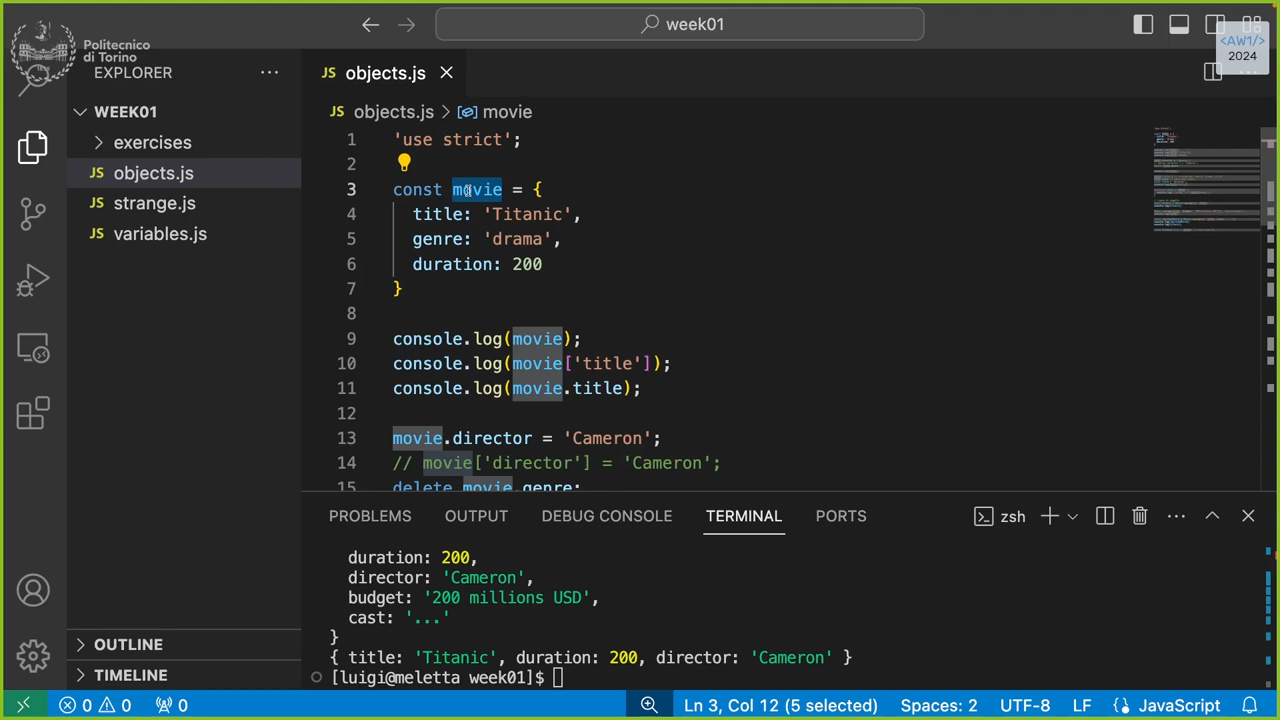 week01
Politecnico
di Torino
<AW1/>
2024
EXPLORER
JS objects.js
WEEK01
exercises
JS objects.js
JS strange.js
JS variables.js
OUTLINE
TIMELINE
JS objects.js > movie
1 'use strict';
2
3 const movie = {
4 title: 'Titanic',
5 genre: 'drama',
6 duration: 200
7 }
8
9 console.log(movie);
10 console.log(movie['title']);
11 console.log(movie.title);
12
13 movie.director = 'Cameron';
14 // movie['director'] = 'Cameron';
15 delete movie.genre;
PROBLEMS OUTPUT DEBUG CONSOLE TERMINAL PORTS zsh
duration: 200,
director: 'Cameron',
budget: '200 millions USD',
cast: '...'
}
{ title: 'Titanic', duration: 200, director: 'Cameron' }
[luigi@meletta week01]$
0 0 0 Ln 3, Col 12 (5 selected) Spaces: 2 UTF-8 LF {} JavaScript